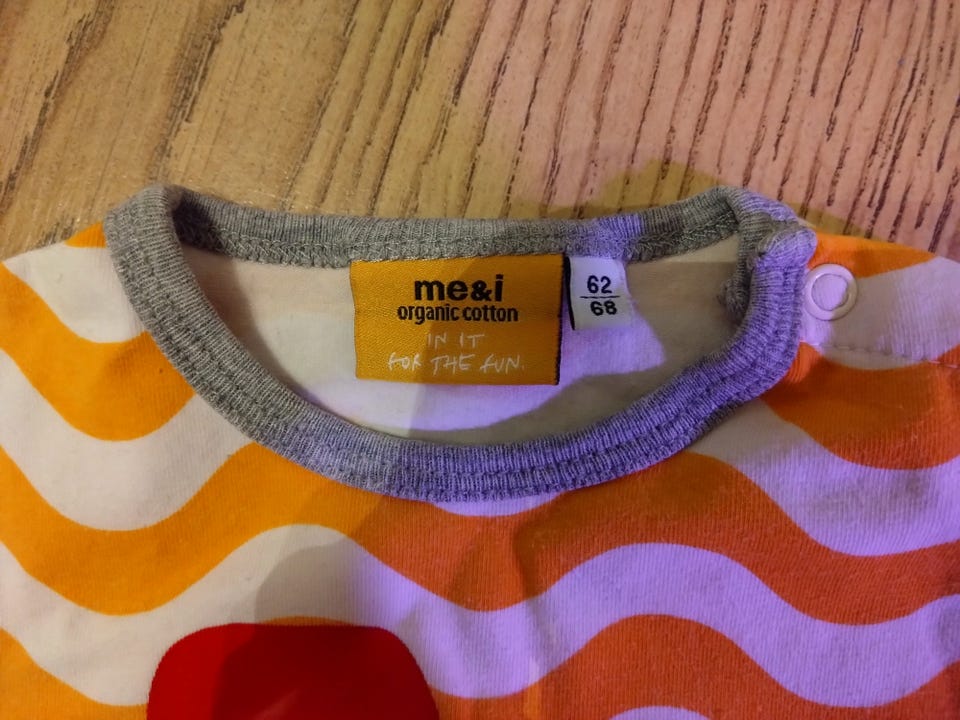 me&i
organic cotton
IN IT
FOR THE FUN.
62
68